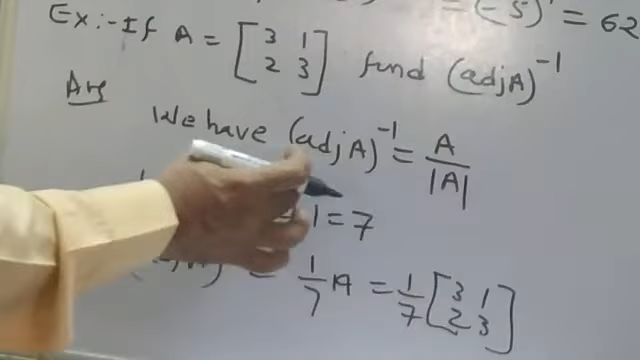 (-5) = 62
Ex:- If A = [3 1
2 3] find (adjA)⁻¹
Ans
We have (adjA)⁻¹ = A/|A|
1 = 7
= 1/7 A = 1/7 [3 1
2 3]